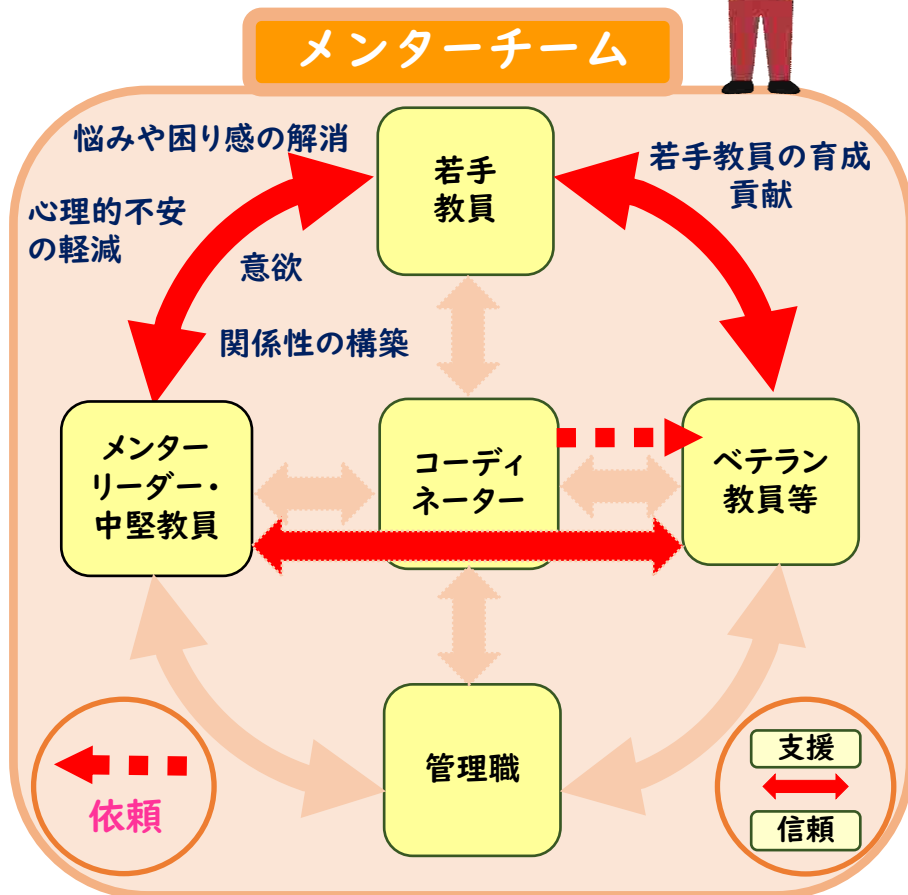 メンターチーム
悩みや困り感の解消
若手
教員
若手教員の育成
貢献
心理的不安
の軽減
意欲
関係性の構築
メンター
リーダー・
中堅教員
コーディ
ネーター
ベテラン
教員等
管理職
依頼
支援
信頼